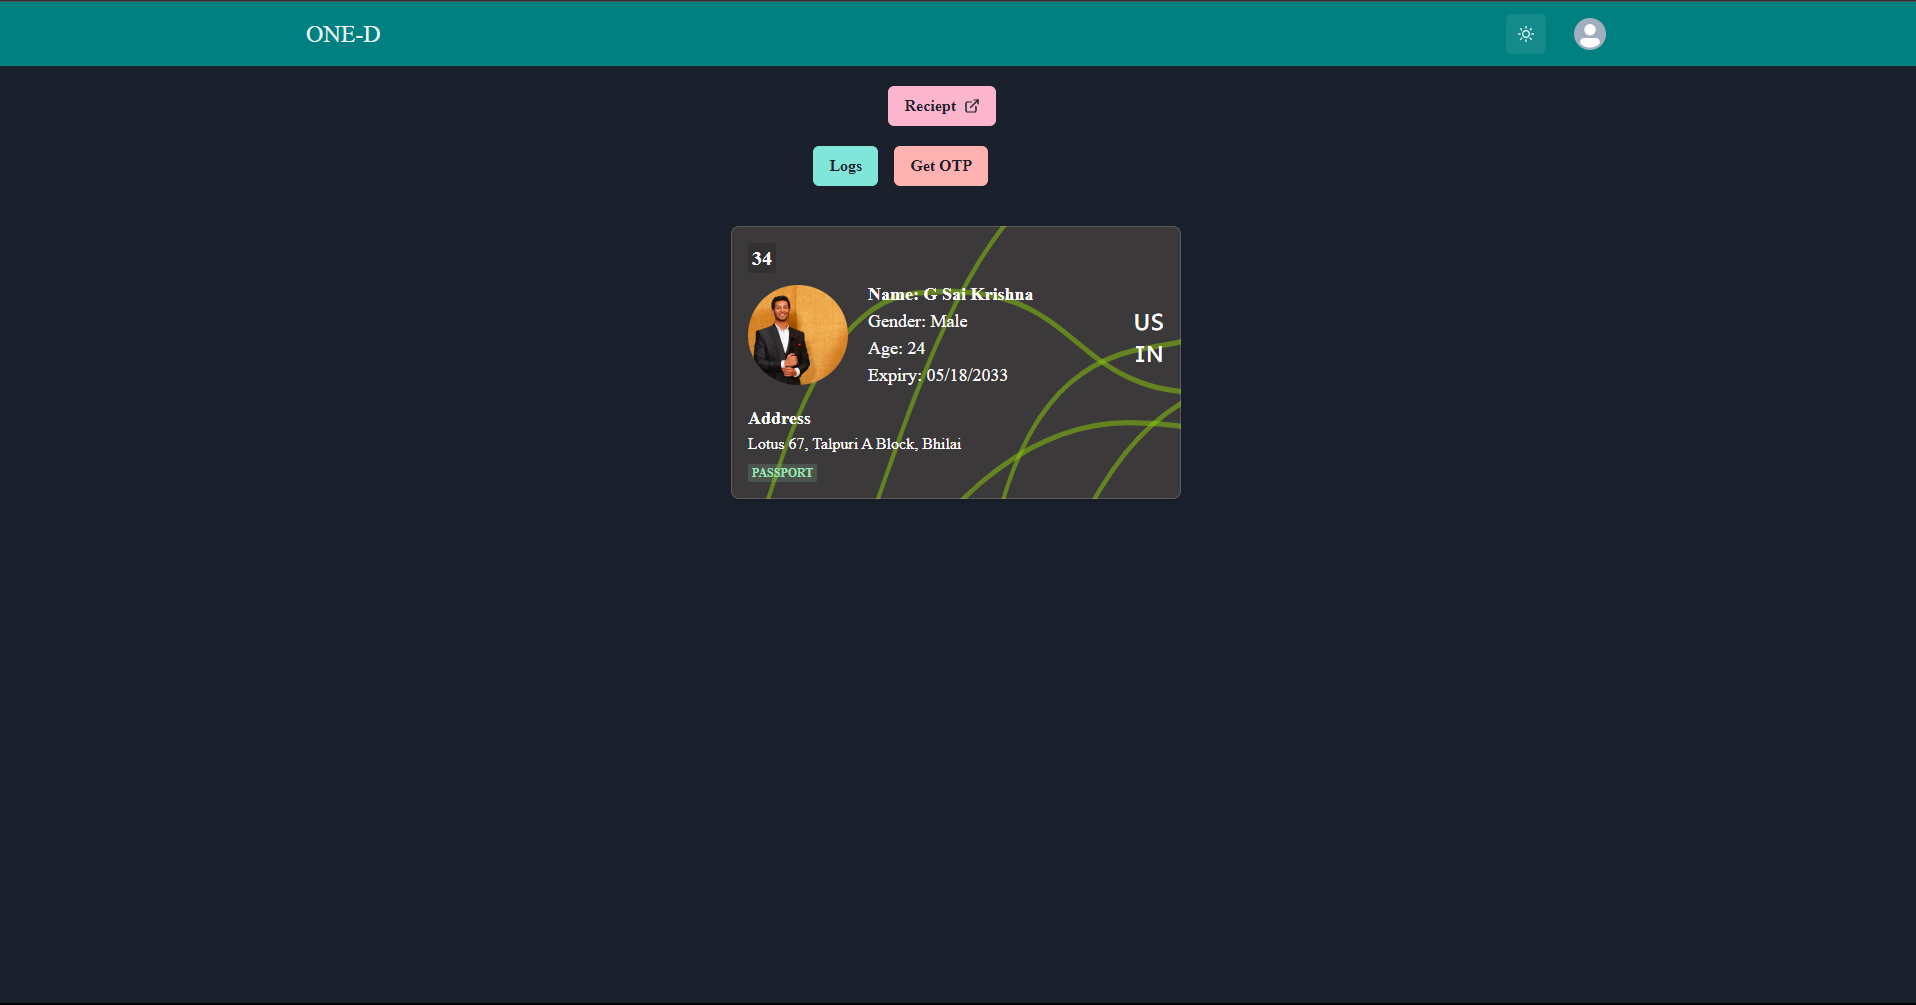 ONE-D
Reciept
Logs
Get OTP
34
Name: G Sai Krishna
Gender: Male
Age: 24
Expiry: 05/18/2033
US
IN
Address
Lotus 67, Talpuri A Block, Bhilai
PASSPORT